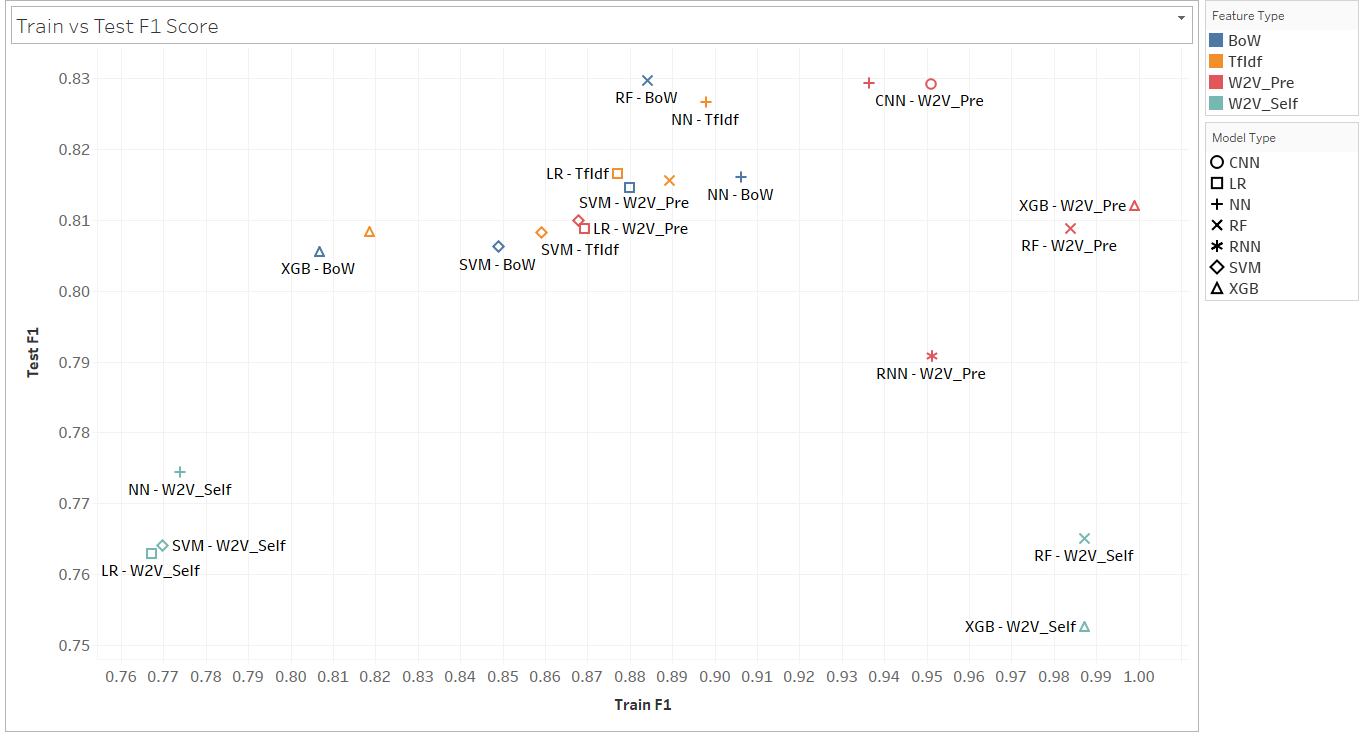 Train vs Test F1 Score
Feature Type
BoW
TfIdf
W2V_Pre
W2V_Self
Model Type
CNN
LR
NN
RF
RNN
SVM
XGB
0.83
0.82
0.81
0.80
0.79
0.78
0.77
0.76
0.75
Test F1
RF - BoW
NN - TfIdf
CNN - W2V_Pre
LR - TfIdf
SVM - W2V_Pre
NN - BoW
XGB - W2V_Pre
LR - W2V_Pre
RF - W2V_Pre
SVM - TfIdf
SVM - BoW
XGB - BoW
RNN - W2V_Pre
NN - W2V_Self
SVM - W2V_Self
LR - W2V_Self
RF - W2V_Self
XGB - W2V_Self
0.76 0.77 0.78 0.79 0.80 0.81 0.82 0.83 0.84 0.85 0.86 0.87 0.88 0.89 0.90 0.91 0.92 0.93 0.94 0.95 0.96 0.97 0.98 0.99 1.00
Train F1